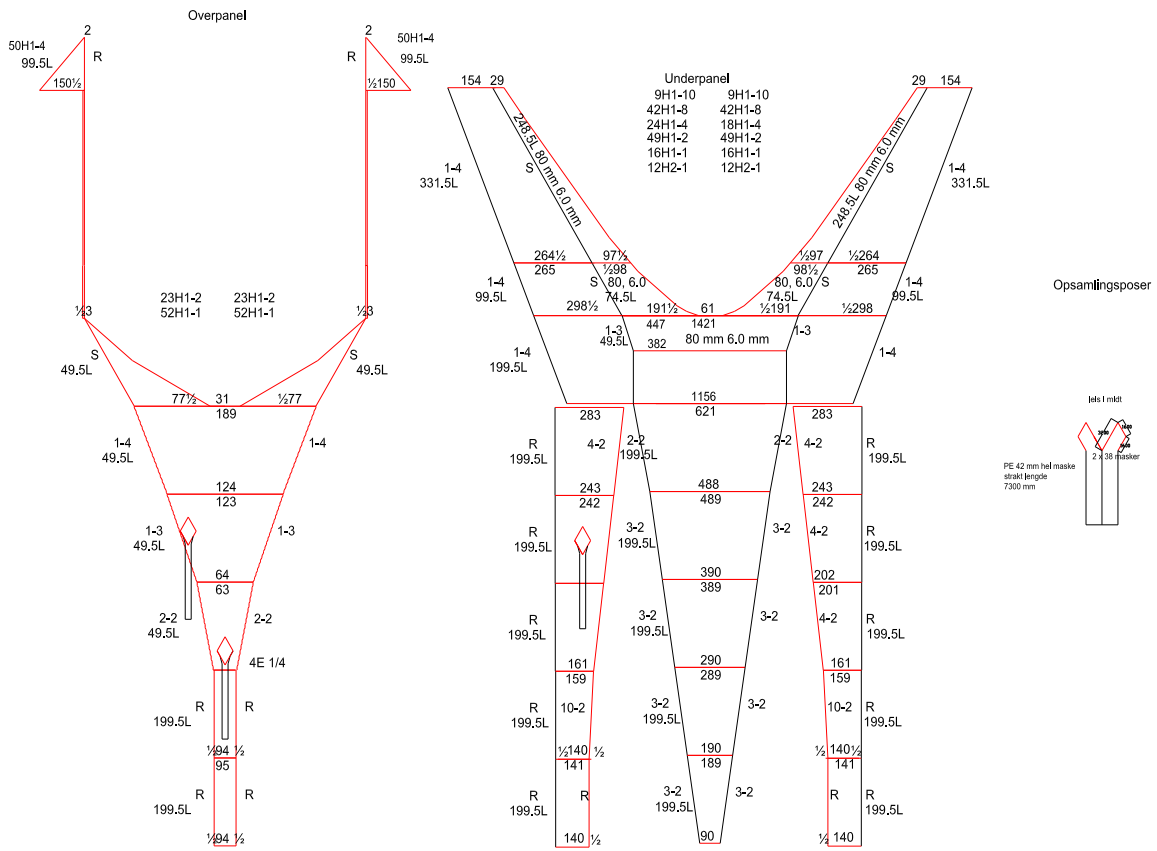 Overpanel
2
50H1-4
99.5L
R
150½
2
50H1-4
99.5L
R
½150
½3
23H1-2
52H1-1
23H1-2
52H1-1
½3
S
49.5L
S
49.5L
77½
31
½77
189
1-4
49.5L
1-4
124
123
1-3
49.5L
1-3
64
63
2-2
49.5L
2-2
4E 1/4
R
199.5L
R
½94 ½
95
R
199.5L
R
½94 ½
Underpanel
9H1-10
42H1-8
24H1-4
49H1-2
16H1-1
12H2-1
9H1-10
42H1-8
18H1-4
49H1-2
16H1-1
12H2-1
154
29
29
154
248.5L 80 mm 6.0 mm
S
248.5L 80 mm 6.0 mm
S
1-4
331.5L
1-4
331.5L
264½
97½
½97
½264
265
½98
98½
265
S
80, 6.0
74.5L
80, 6.0
74.5L
S
1-4
99.5L
1-4
99.5L
298½
191½
61
½191
½298
447
1421
1-3
49.5L
1-3
382
80 mm 6.0 mm
1-4
199.5L
1-4
1156
621
283
283
R
199.5L
4-2
2-2
199.5L
2-2
4-2
R
199.5L
243
242
488
489
243
242
R
199.5L
3-2
199.5L
3-2
4-2
R
199.5L
390
389
202
201
R
199.5L
3-2
199.5L
3-2
4-2
R
199.5L
161
159
290
289
161
159
R
199.5L
10-2
3-2
199.5L
3-2
10-2
R
199.5L
½140 ½
141
190
189
½ 140½
141
R
199.5L
R
3-2
199.5L
3-2
R
R
199.5L
140 ½
90
½ 140
Opsamlingsposer
2 x 38 masker
PE 42 mm hel maske
strakt lengde
7300 mm